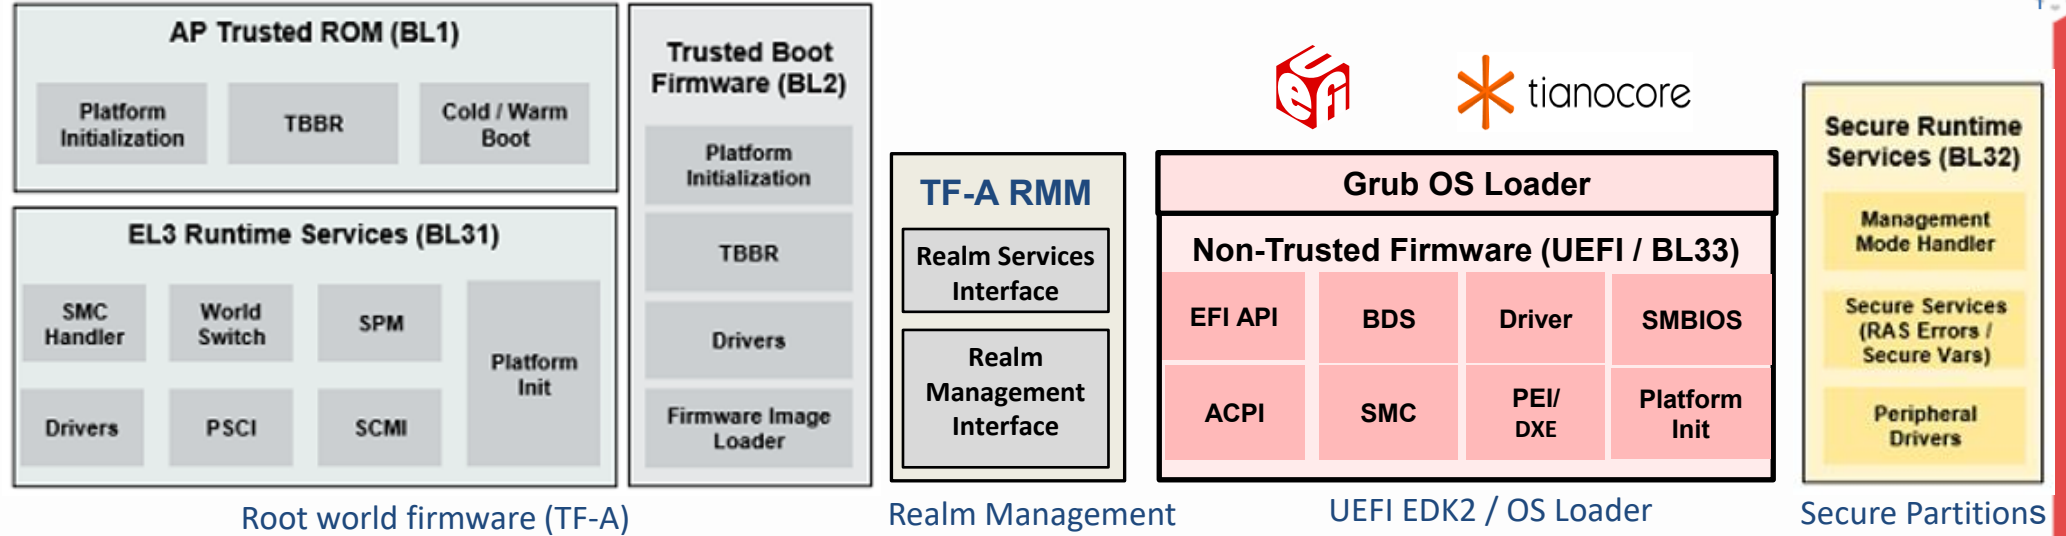 AP Trusted ROM (BL1)
Platform
Initialization
TBBR
Cold / Warm
Boot
EL3 Runtime Services (BL31)
SMC
Handler
World
Switch
SPM
Platform
Init
Drivers
PSCI
SCMI
Trusted Boot
Firmware (BL2)
Platform
Initialization
TBBR
Drivers
Firmware Image
Loader
Root world firmware (TF-A)
TF-A RMM
Realm Services
Interface
Realm
Management
Interface
Realm Management
UEFI
tianocore
Grub OS Loader
Non-Trusted Firmware (UEFI / BL33)
EFI API
BDS
Driver
SMBIOS
ACPI
SMC
PEI/
DXE
Platform
Init
UEFI EDK2 / OS Loader
Secure Runtime
Services (BL32)
Management
Mode Handler
Secure Services
(RAS Errors /
Secure Vars)
Peripheral
Drivers
Secure Partitions